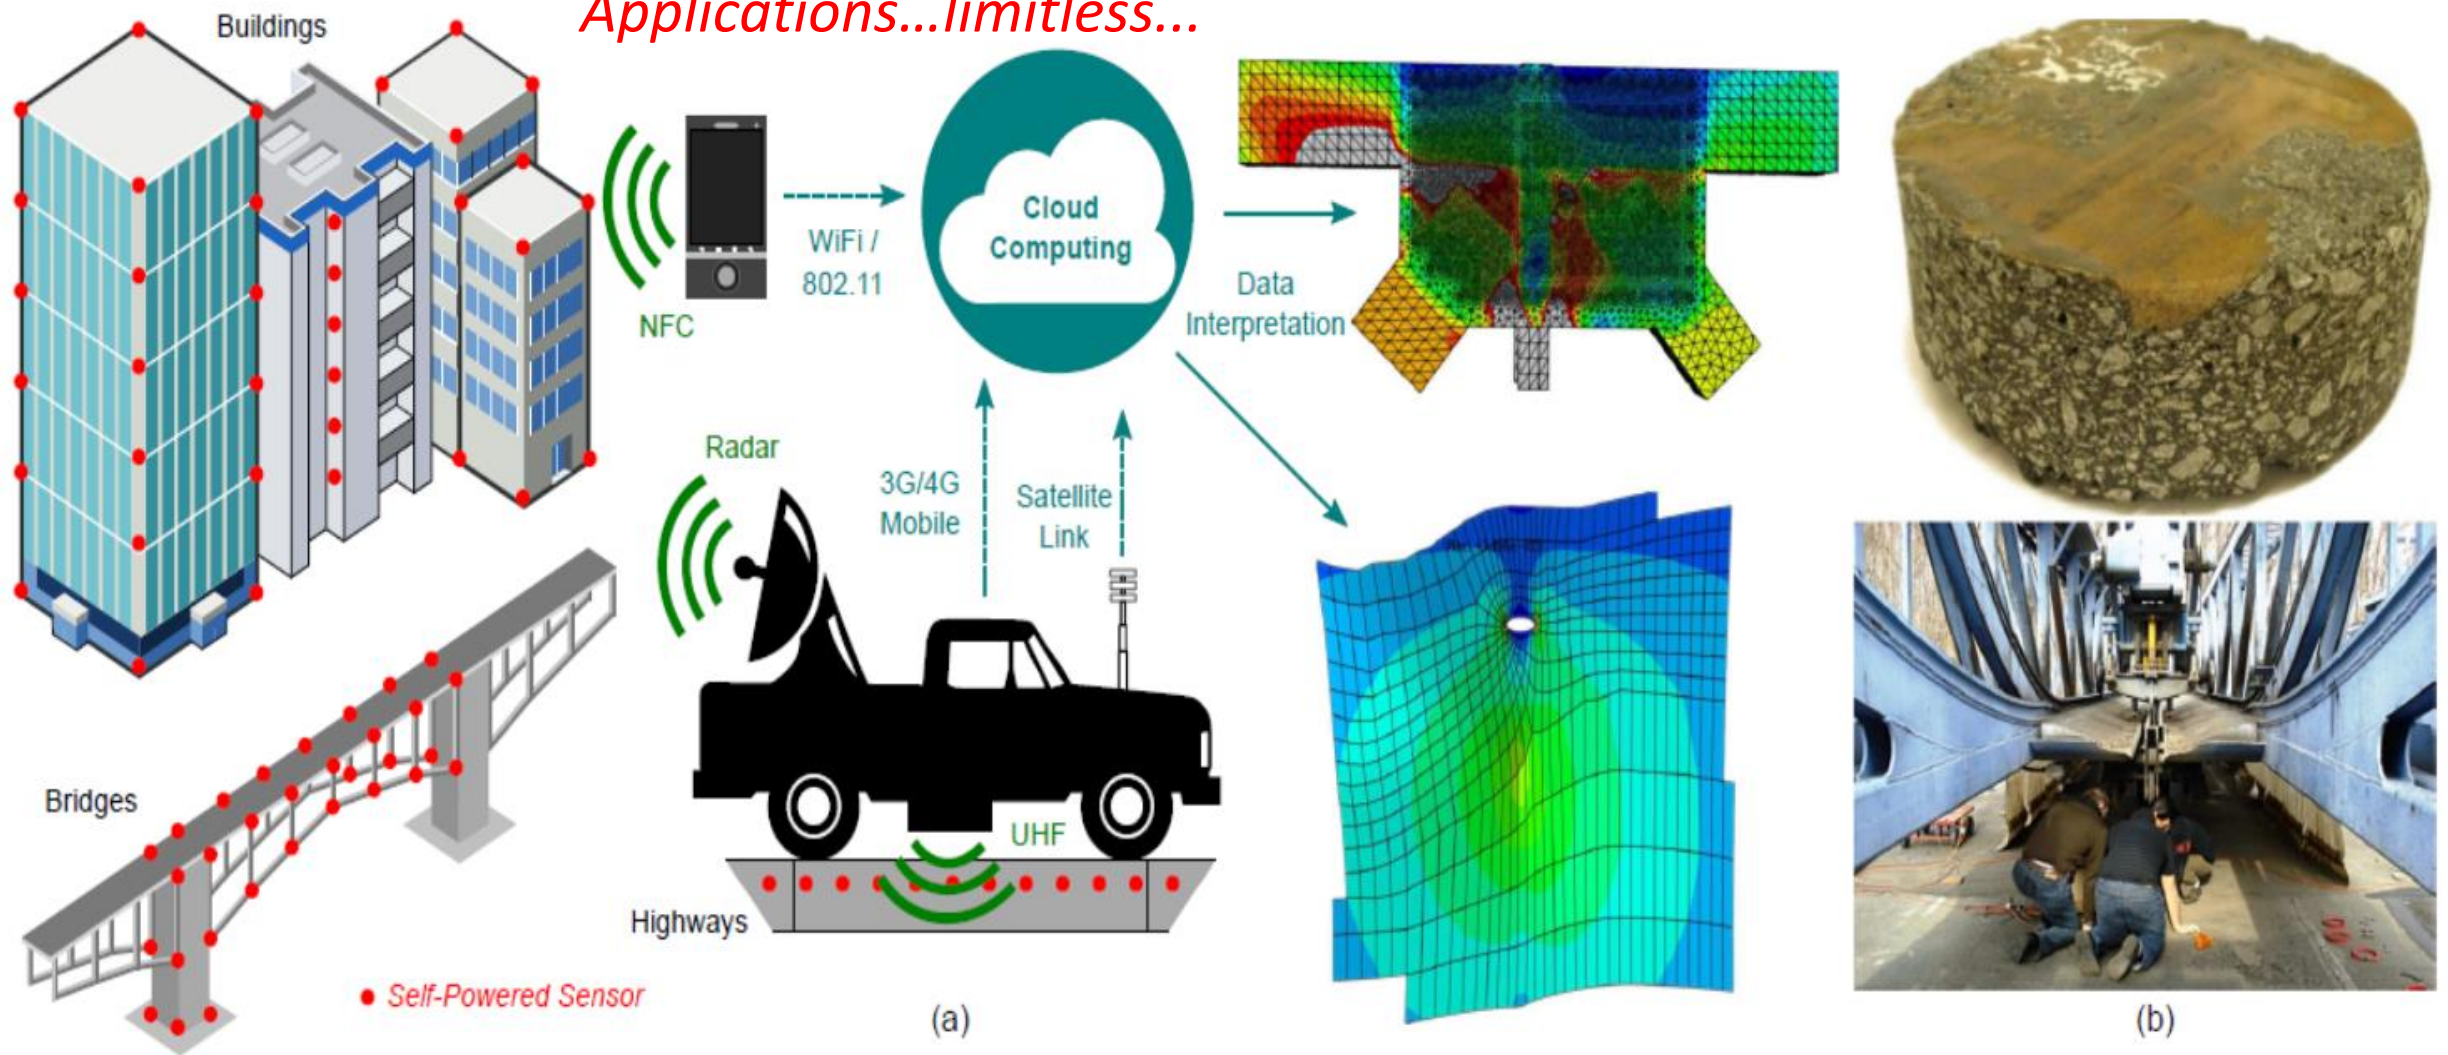 Applications...limitless...
Buildings
NFC
WiFi /
802.11
Cloud
Computing
Data
Interpretation
Radar
3G/4G
Mobile
Satellite
Link
UHF
Bridges
Highways
Self-Powered Sensor
(a)
(b)